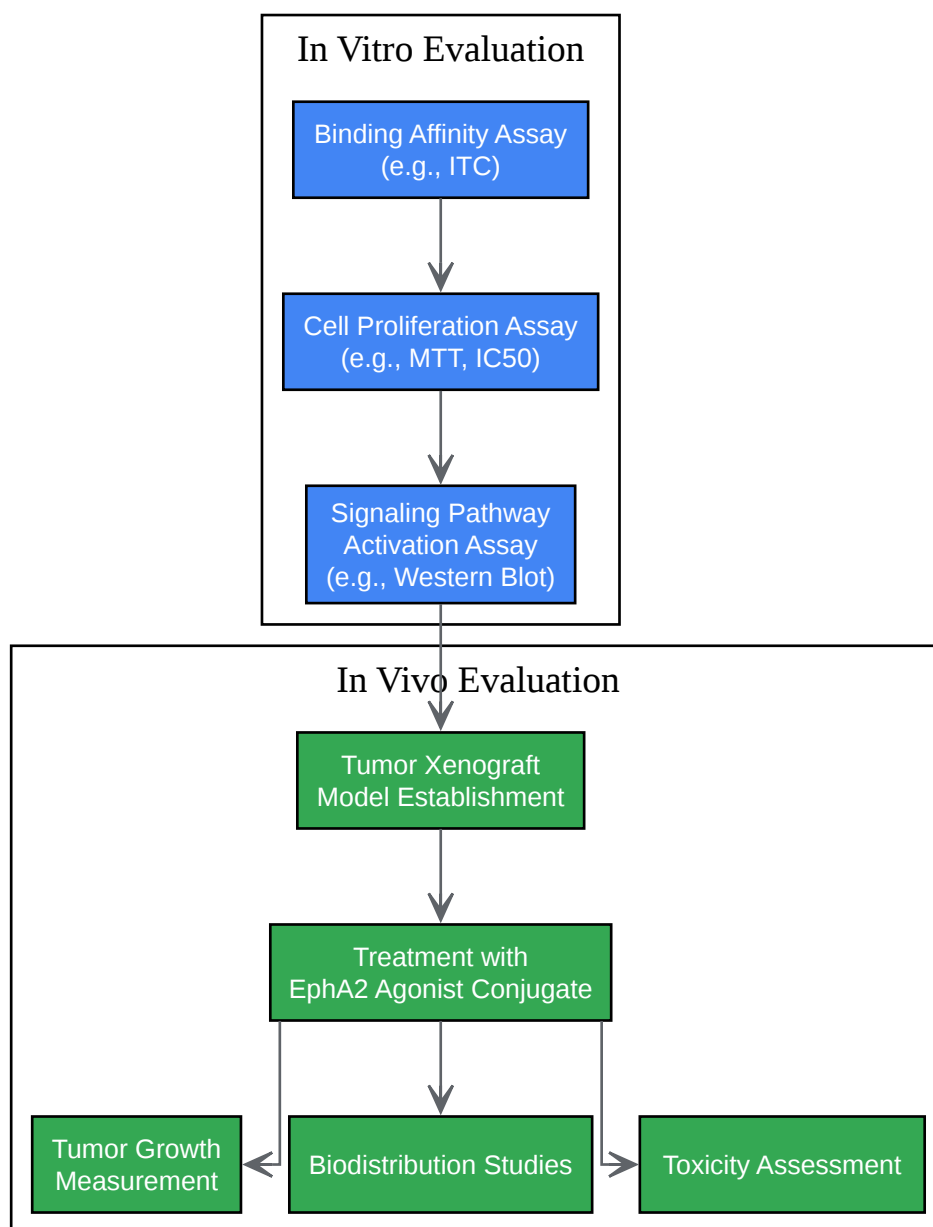 In Vitro Evaluation
Binding Affinity Assay
(e.g., ITC)
Cell Proliferation Assay
(e.g., MTT, IC50)
Signaling Pathway
Activation Assay
(e.g., Western Blot)
In Vivo Evaluation
Tumor Xenograft
Model Establishment
Treatment with
EphA2 Agonist Conjugate
Tumor Growth
Measurement
Biodistribution Studies
Toxicity Assessment